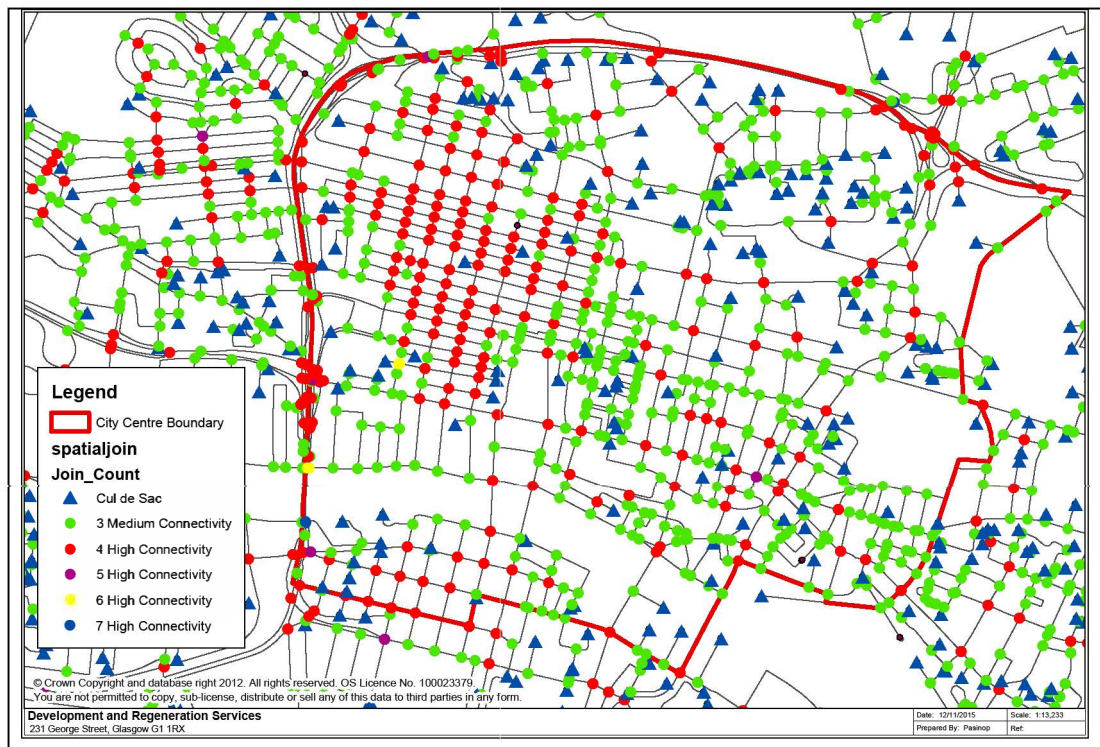 Legend
City Centre Boundary
spatialjoin
Join_Count
Cul de Sac
3 Medium Connectivity
4 High Connectivity
5 High Connectivity
6 High Connectivity
7 High Connectivity
© Crown Copyright and database right 2012. All rights reserved. OS Licence No. 100023379.
You are not permitted to copy, sub-license, distribute or sell any of this data to third parties in any form.
Development and Regeneration Services
231 George Street, Glasgow G1 1RX
Date: 12/11/2015 Scale: 1:13,233
Prepared By: Pasinop Ref: